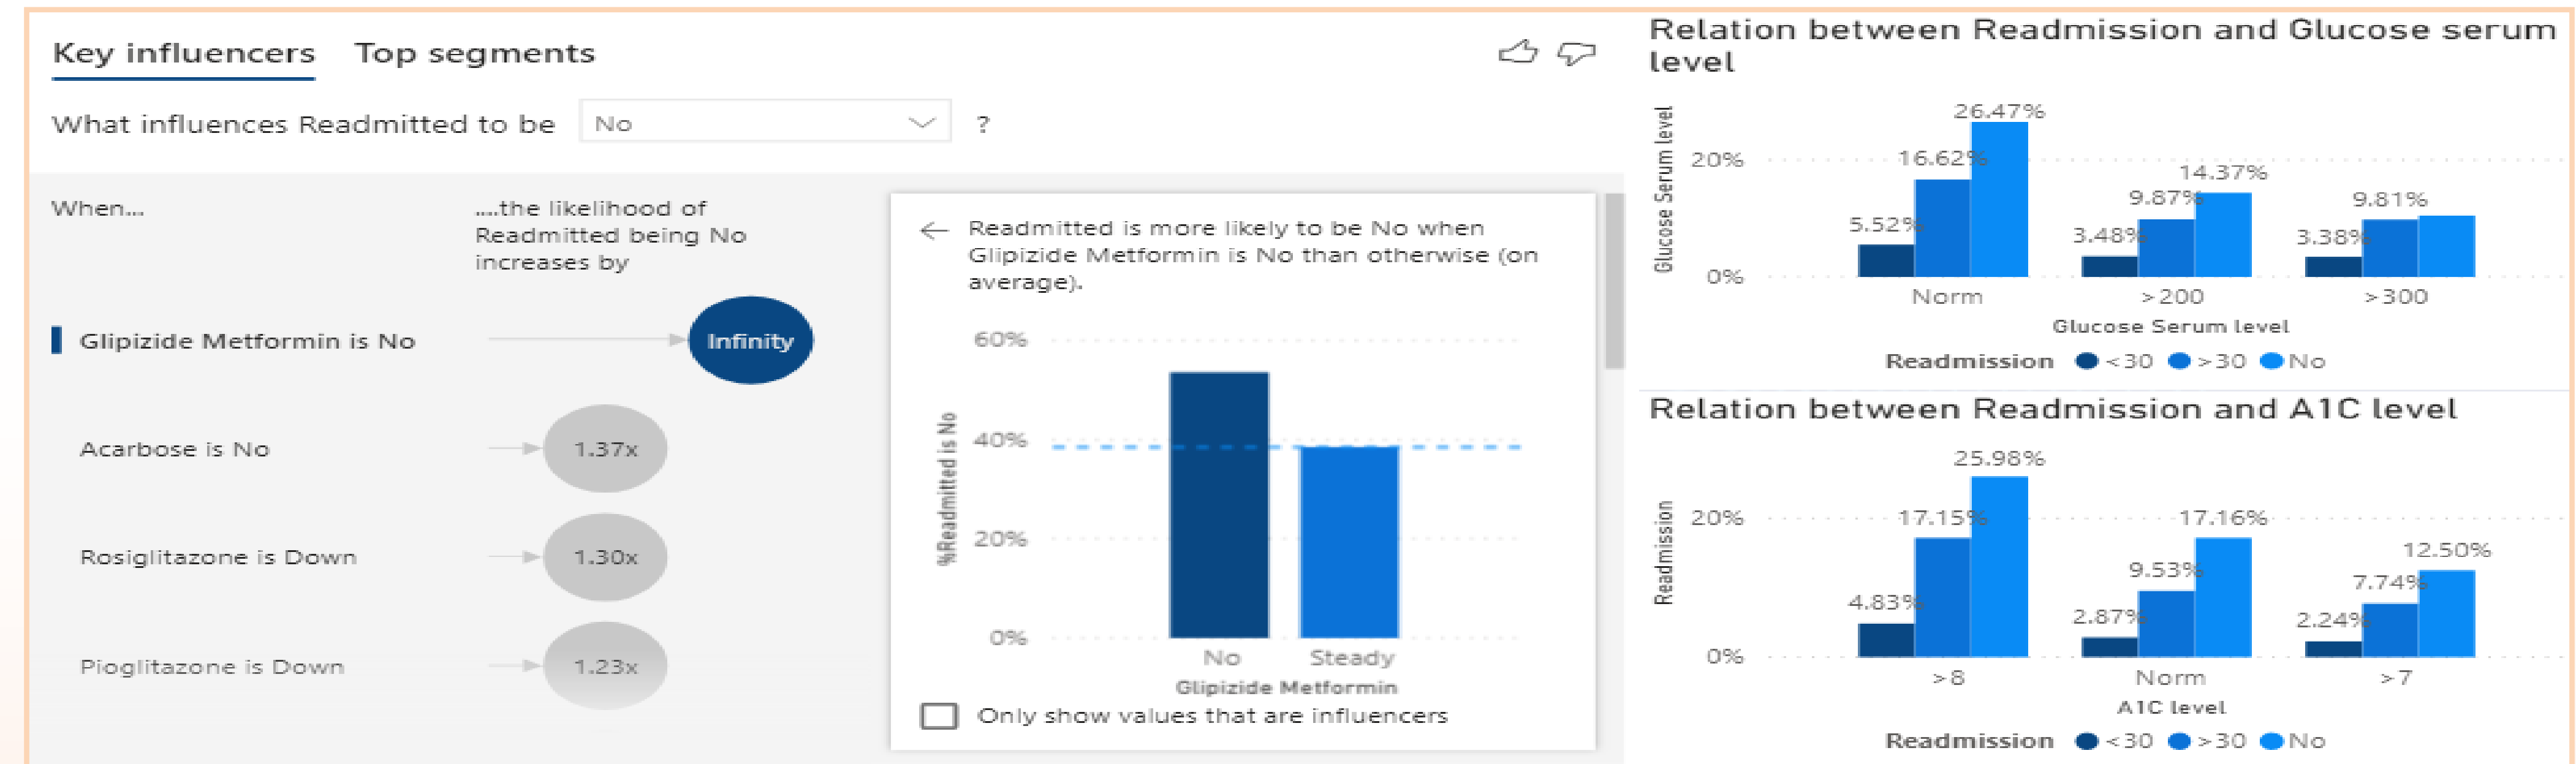 Key influencers Top segments
What influences Readmitted to be No ?
When...
....the likelihood of
Readmitted being No
increases by
Glipizide Metformin is No Infinity
Acarbose is No 1.37x
Rosiglitazone is Down 1.30x
Pioglitazone is Down 1.23x
Readmitted is more likely to be No when
Glipizide Metformin is No than otherwise (on
average).
%Readmitted is No
60%
40%
20%
0%
No Steady
Glipizide Metformin
Only show values that are influencers
Relation between Readmission and Glucose serum
level
Glucose Serum level
20%
0%
5.52% 16.62% 26.47%
3.48% 9.87% 14.37%
3.38% 9.81%
Norm >200 >300
Glucose Serum level
Readmission <30 >30 No
Relation between Readmission and A1C level
Readmission
20%
0%
4.83% 17.15% 25.98%
2.87% 9.53% 17.16%
2.24% 7.74% 12.50%
>8 Norm >7
A1C level
Readmission <30 >30 No